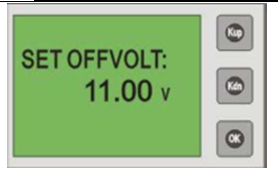 SET OFFVOLT:
11.00 v
Kup
Kdn
OK